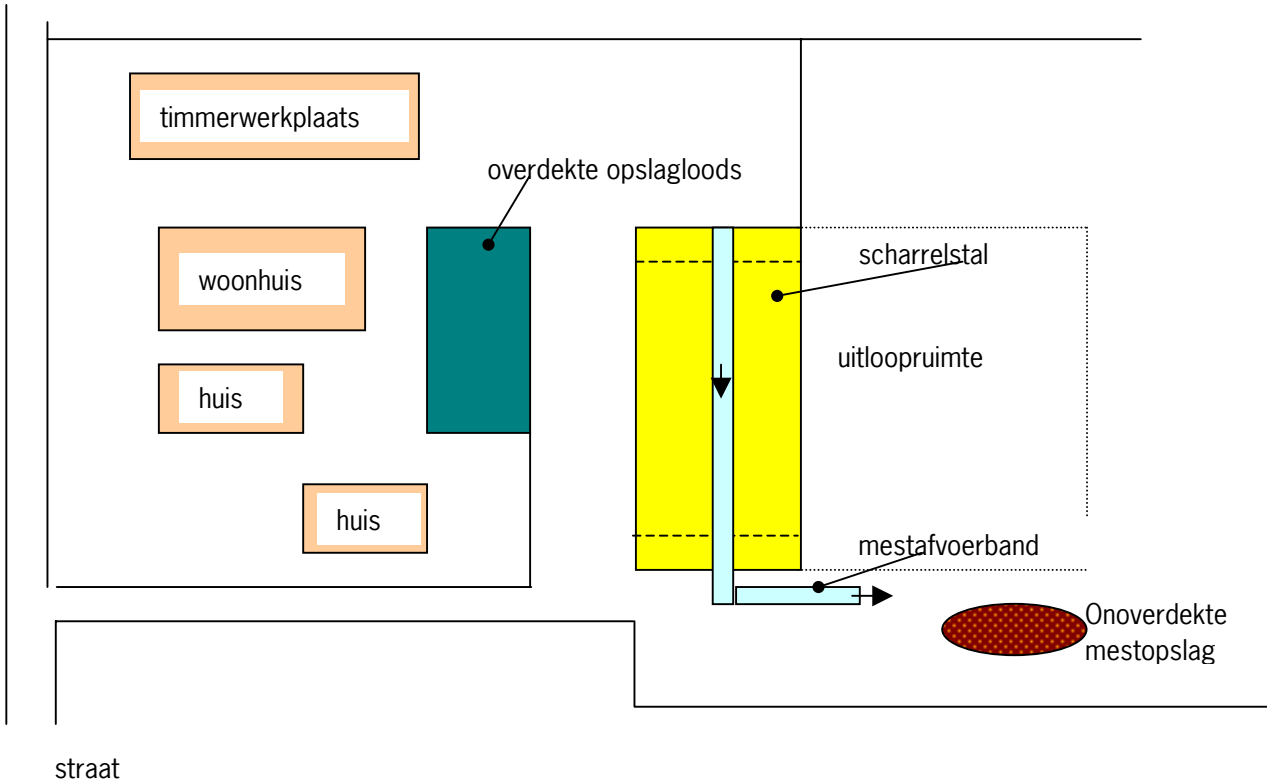 timmerwerkplaats
overdekte opslagloods
scharrelstal
woonhuis
uitloopruimte
huis
huis
mestafvoerband
Onoverdekte
mestopslag
straat